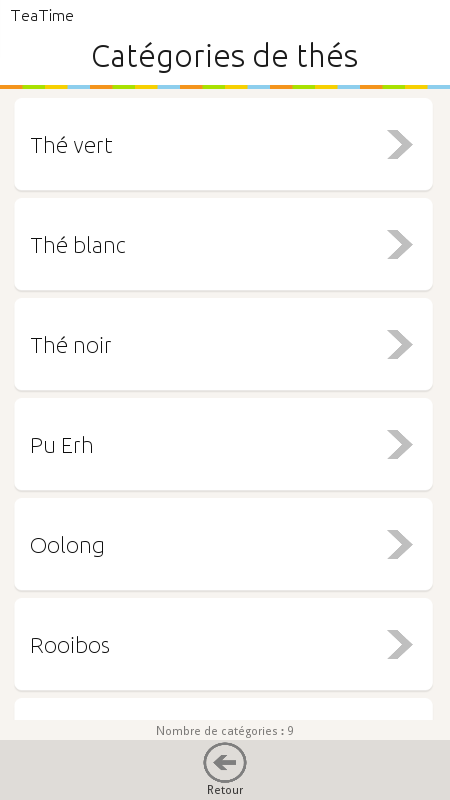 TeaTime
Catégories de thés
Thé vert
Thé blanc
Thé noir
Pu Erh
Oolong
Rooibos
Nombre de catégories : 9
Retour